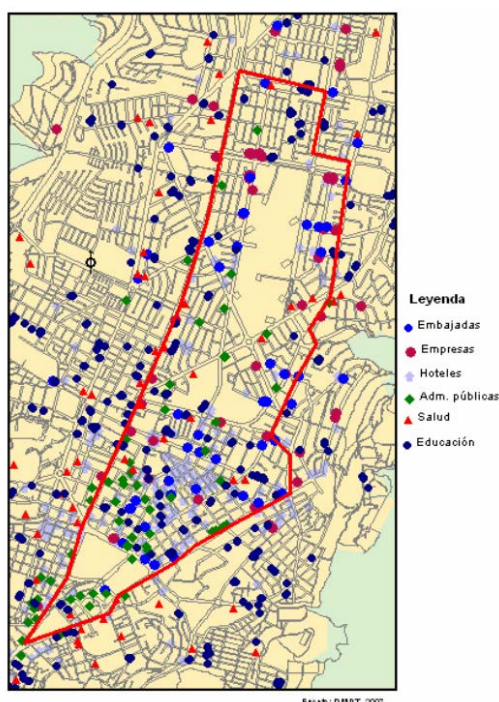 Leyenda
Embajadas
Empresas
Hoteles
Adm. públicas
Salud
Educación